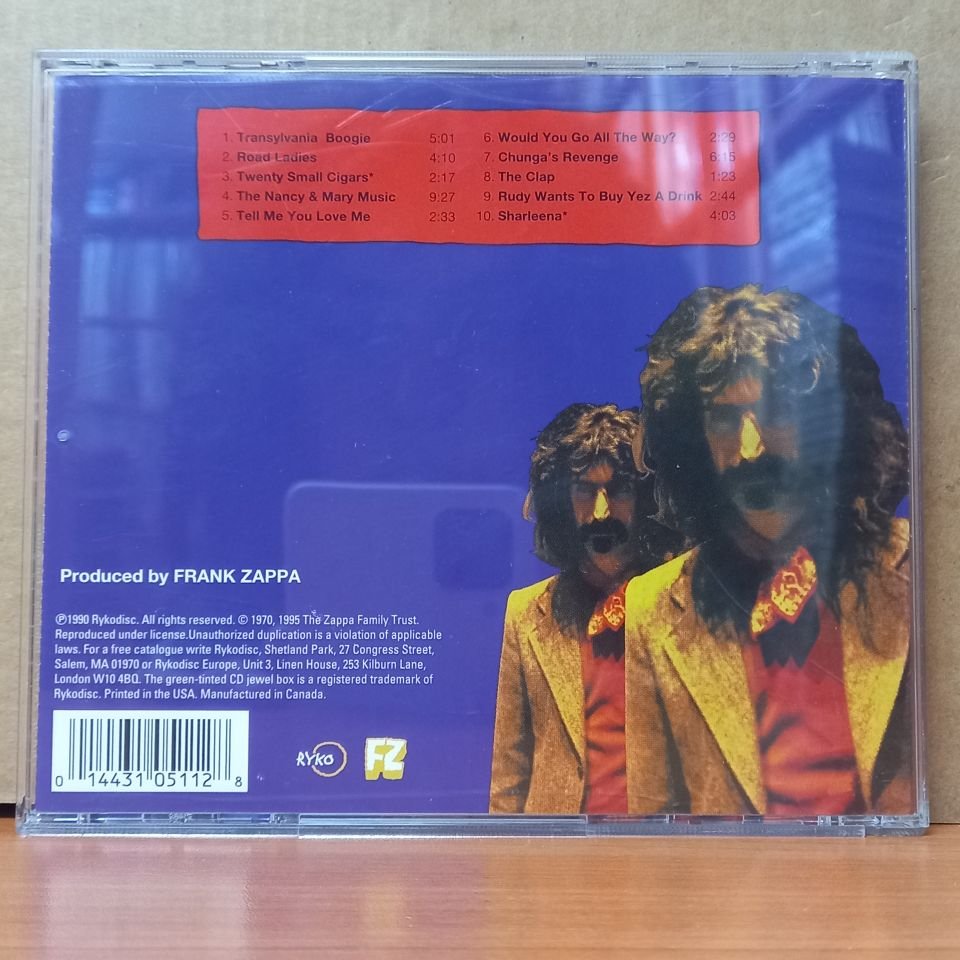 1. Transylvania Boogie 5:01
2. Road Ladies 4:10
3. Twenty Small Cigars* 2:17
4. The Nancy & Mary Music 9:27
5. Tell Me You Love Me 2:33
6. Would You Go All The Way? 2:29
7. Chunga's Revenge 6:15
8. The Clap 1:23
9. Rudy Wants To Buy Yez A Drink 2:44
10. Sharleena* 4:03
Produced by FRANK ZAPPA
℗1990 Rykodisc. All rights reserved. © 1970, 1995 The Zappa Family Trust.
Reproduced under license.Unauthorized duplication is a violation of applicable
laws. For a free catalogue write Rykodisc, Shetland Park, 27 Congress Street,
Salem, MA 01970 or Rykodisc Europe, Unit 3, Linen House, 253 Kilburn Lane,
London W10 4BQ. The green-tinted CD jewel box is a registered trademark of
Rykodisc. Printed in the USA. Manufactured in Canada.
0 14431 05112 8
RYKO
FZ